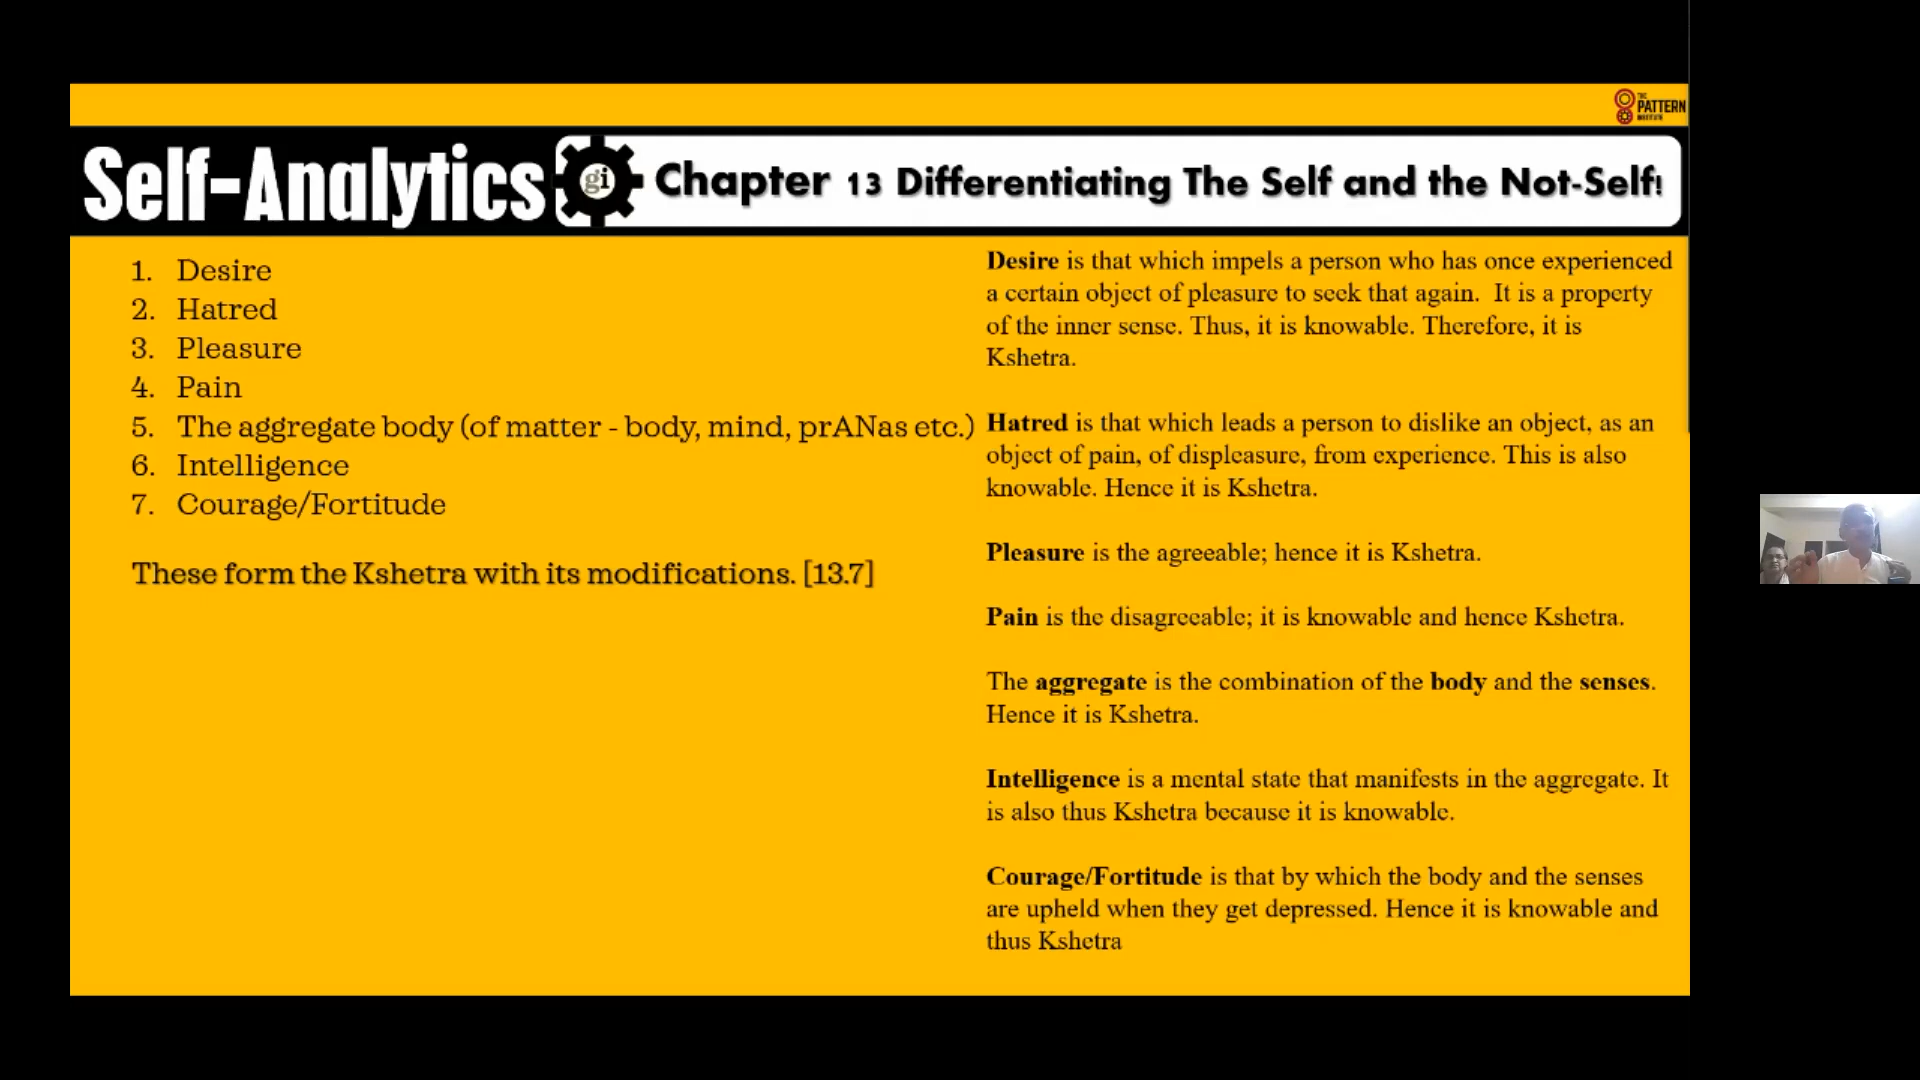 THE
PATTERN
INSTITUTE
Self-Analytics
gi
Chapter 13 Differentiating The Self and the Not-Self!
1. Desire
2. Hatred
3. Pleasure
4. Pain
5. The aggregate body (of matter - body, mind, prANas etc.)
6. Intelligence
7. Courage/Fortitude
These form the Kshetra with its modifications. [13.7]
Desire is that which impels a person who has once experienced
a certain object of pleasure to seek that again. It is a property
of the inner sense. Thus, it is knowable. Therefore, it is
Kshetra.
Hatred is that which leads a person to dislike an object, as an
object of pain, of displeasure, from experience. This is also
knowable. Hence it is Kshetra.
Pleasure is the agreeable; hence it is Kshetra.
Pain is the disagreeable; it is knowable and hence Kshetra.
The aggregate is the combination of the body and the senses.
Hence it is Kshetra.
Intelligence is a mental state that manifests in the aggregate. It
is also thus Kshetra because it is knowable.
Courage/Fortitude is that by which the body and the senses
are upheld when they get depressed. Hence it is knowable and
thus Kshetra